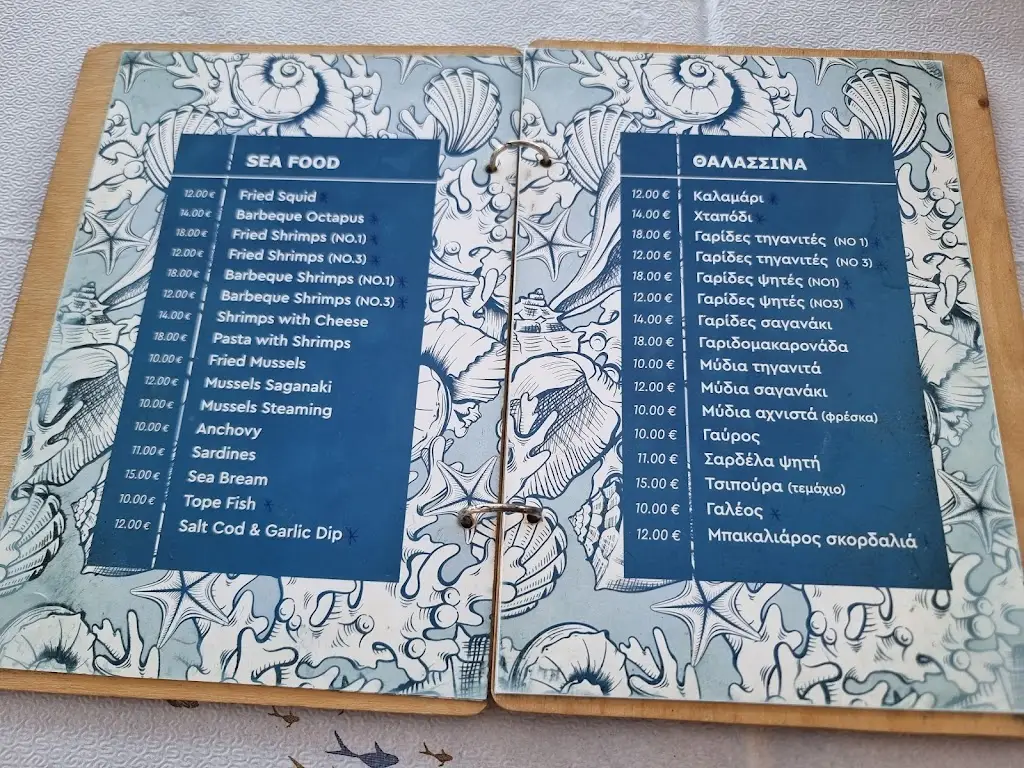 SEA FOOD
12.00 € Fried Squid *
14.00 € Barbeque Octapus *
18.00 € Fried Shrimps (NO.1) *
12.00 € Fried Shrimps (NO.3) *
18.00 € Barbeque Shrimps (NO.1) *
12.00 € Barbeque Shrimps (NO.3) *
14.00 € Shrimps with Cheese
18.00 € Pasta with Shrimps
10.00 € Fried Mussels
12.00 € Mussels Saganaki
10.00 € Mussels Steaming
10.00 € Anchovy
11.00 € Sardines
15.00 € Sea Bream
10.00 € Tope Fish *
12.00 € Salt Cod & Garlic Dip *
ΘΑΛΑΣΣΙΝΑ
12.00 € Καλαμάρι *
14.00 € Χταπόδι *
18.00 € Γαρίδες τηγανιτές (NO 1) *
12.00 € Γαρίδες τηγανιτές (NO 3) *
18.00 € Γαρίδες ψητές (NO1) *
12.00 € Γαρίδες ψητές (NO3) *
14.00 € Γαρίδες σαγανάκι
18.00 € Γαριδομακαρονάδα
10.00 € Μύδια τηγανιτά
12.00 € Μύδια σαγανάκι
10.00 € Μύδια αχνιστά (φρέσκα)
10.00 € Γαύρος
11.00 € Σαρδέλα ψητή
15.00 € Τσιπούρα (τεμάχιο)
10.00 € Γαλέος *
12.00 € Μπακαλιάρος σκορδαλιά *